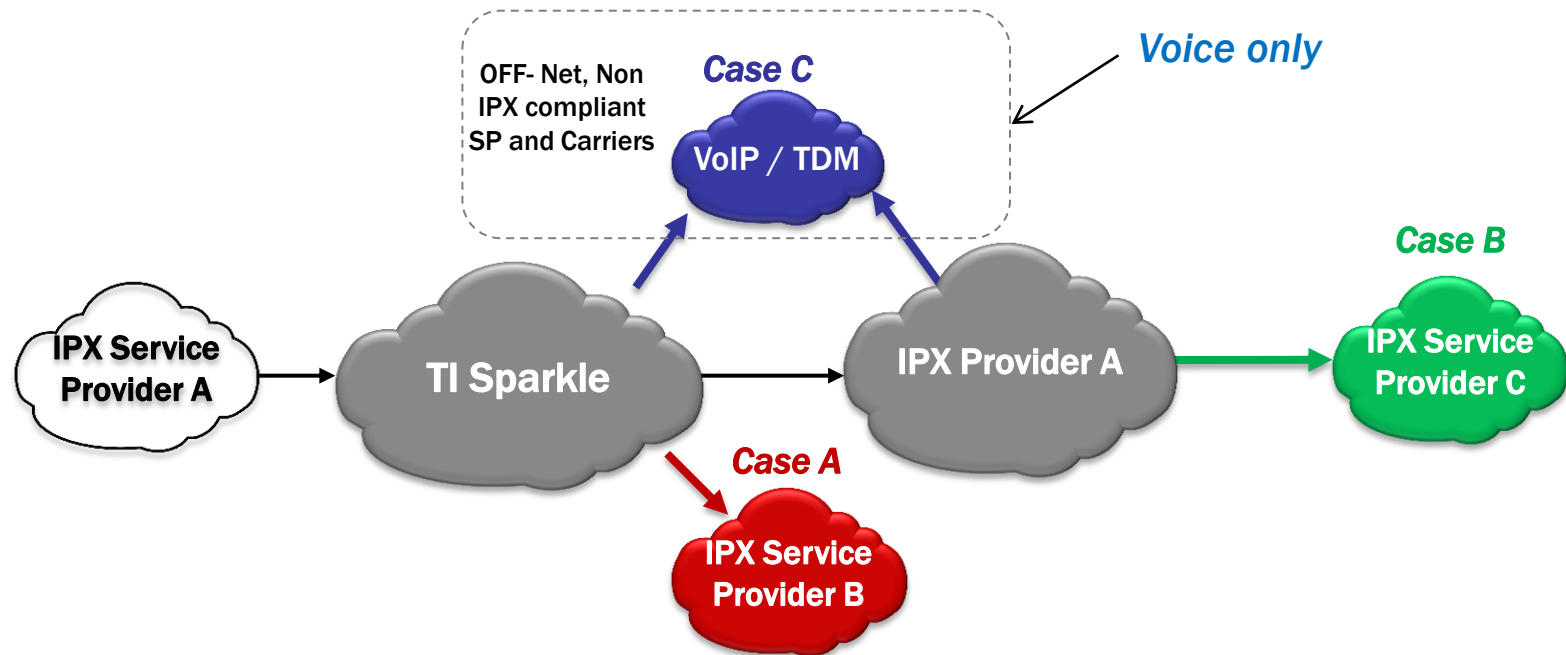 Voice only
OFF- Net, Non
IPX compliant
SP and Carriers
Case C
VoIP / TDM
Case B
IPX Service
Provider A
TI Sparkle
IPX Provider A
IPX Service
Provider C
Case A
IPX Service
Provider B